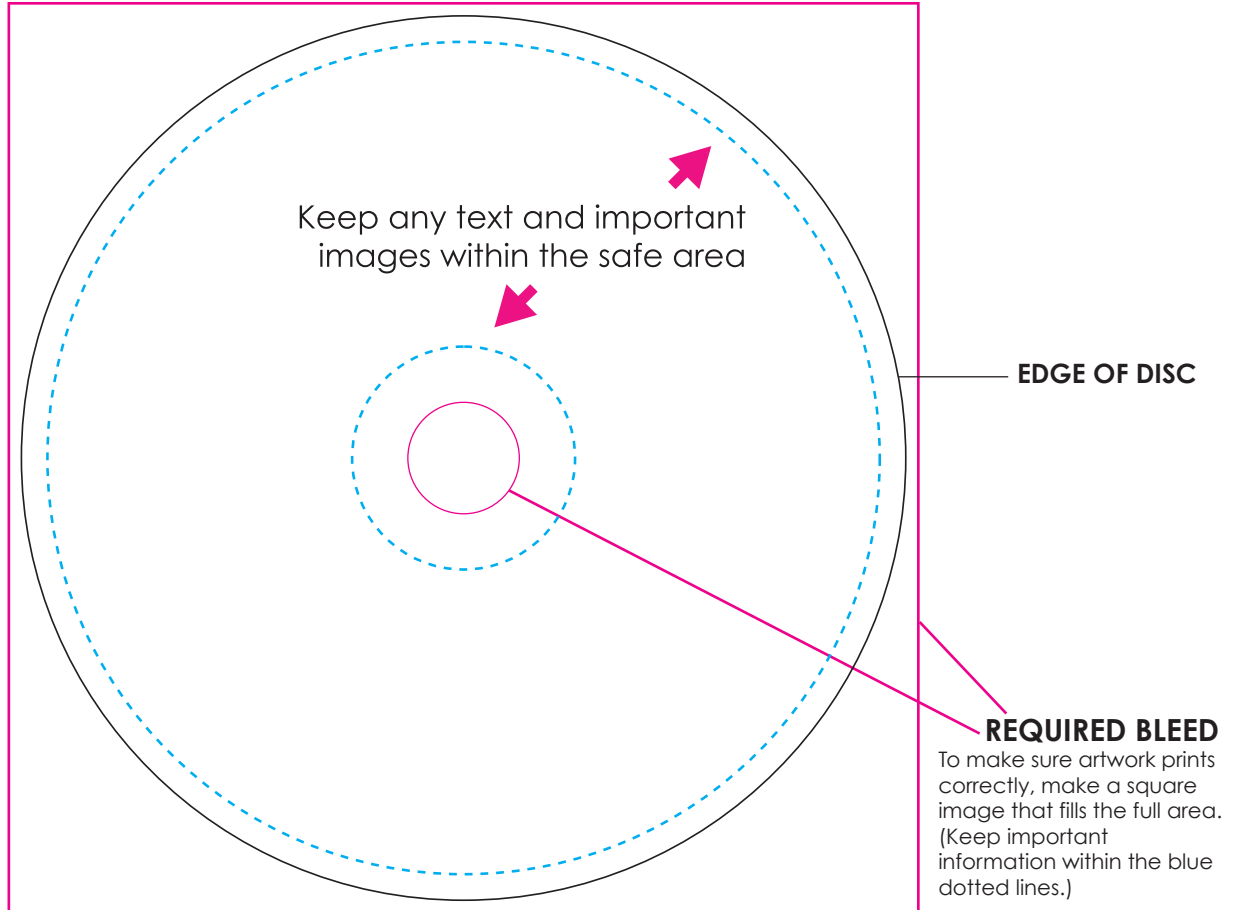 Keep any text and important
images within the safe area
EDGE OF DISC
REQUIRED BLEED
To make sure artwork prints
correctly, make a square
image that fills the full area.
(Keep important
information within the blue
dotted lines.)